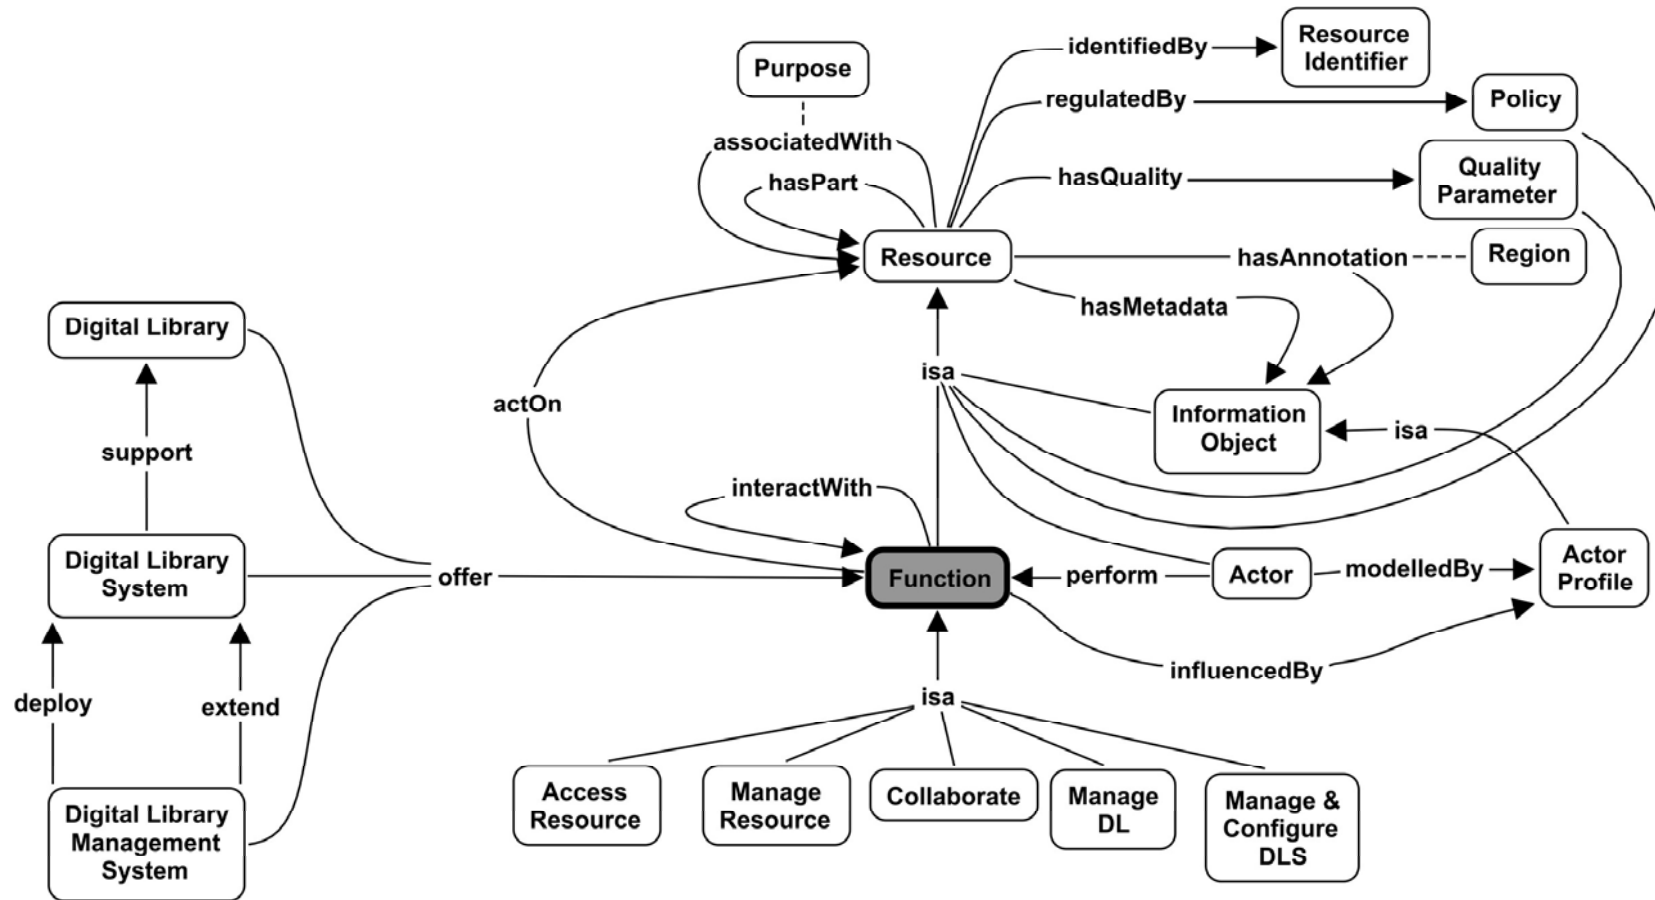 identifiedBy
Resource
Identifier
Purpose
regulatedBy
Policy
associatedWith
hasPart
hasQuality
Quality
Parameter
Resource
hasAnnotation
Region
hasMetadata
Digital Library
isa
actOn
Information
Object
isa
support
interactWith
Digital Library
System
offer
Function
perform
Actor
modelledBy
Actor
Profile
influencedBy
deploy
extend
isa
Digital Library
Management
System
Access
Resource
Manage
Resource
Collaborate
Manage
DL
Manage &
Configure
DLS